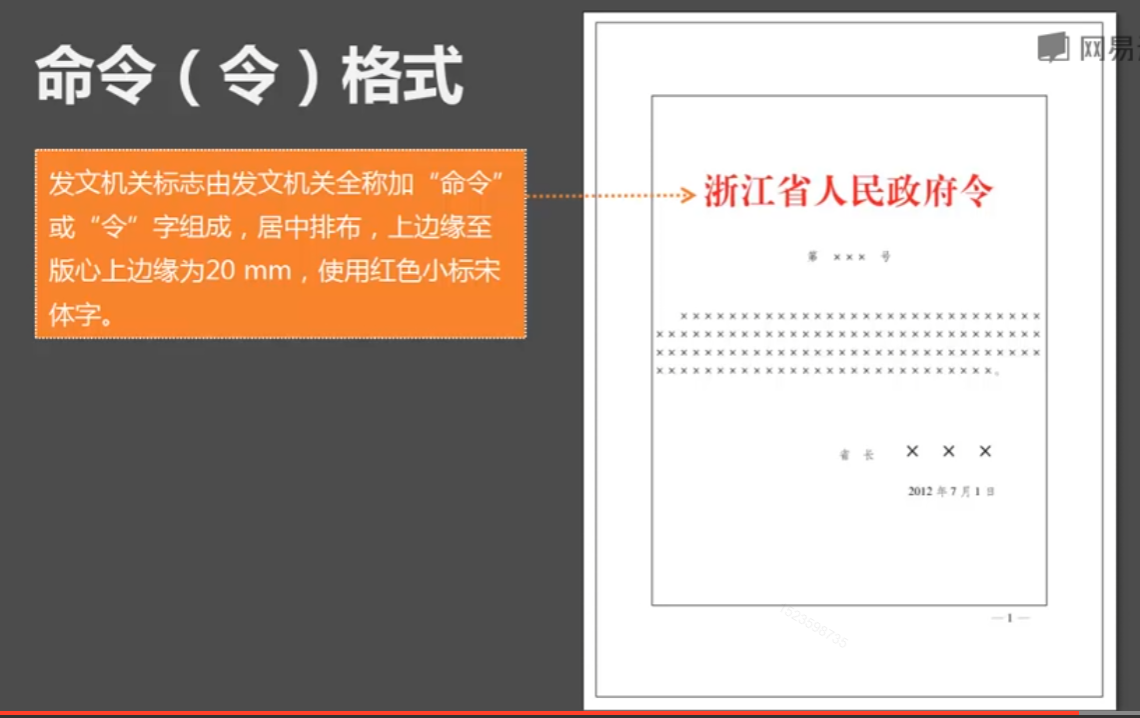 命令（令）格式
发文机关标志由发文机关全称加“命令”
或“令”字组成，居中排布，上边缘至
版心上边缘为20 mm，使用红色小标宋
体字。
网易
浙江省人民政府令
第 ××× 号
××××××××××××××××××××××××××××××
××××××××××××××××××××××××××××××××
××××××××××××××××××××××××××××××××
××××××××××××××××××××××××××××。
省 长 × × ×
2012 年 7 月 1 日
— 1 —